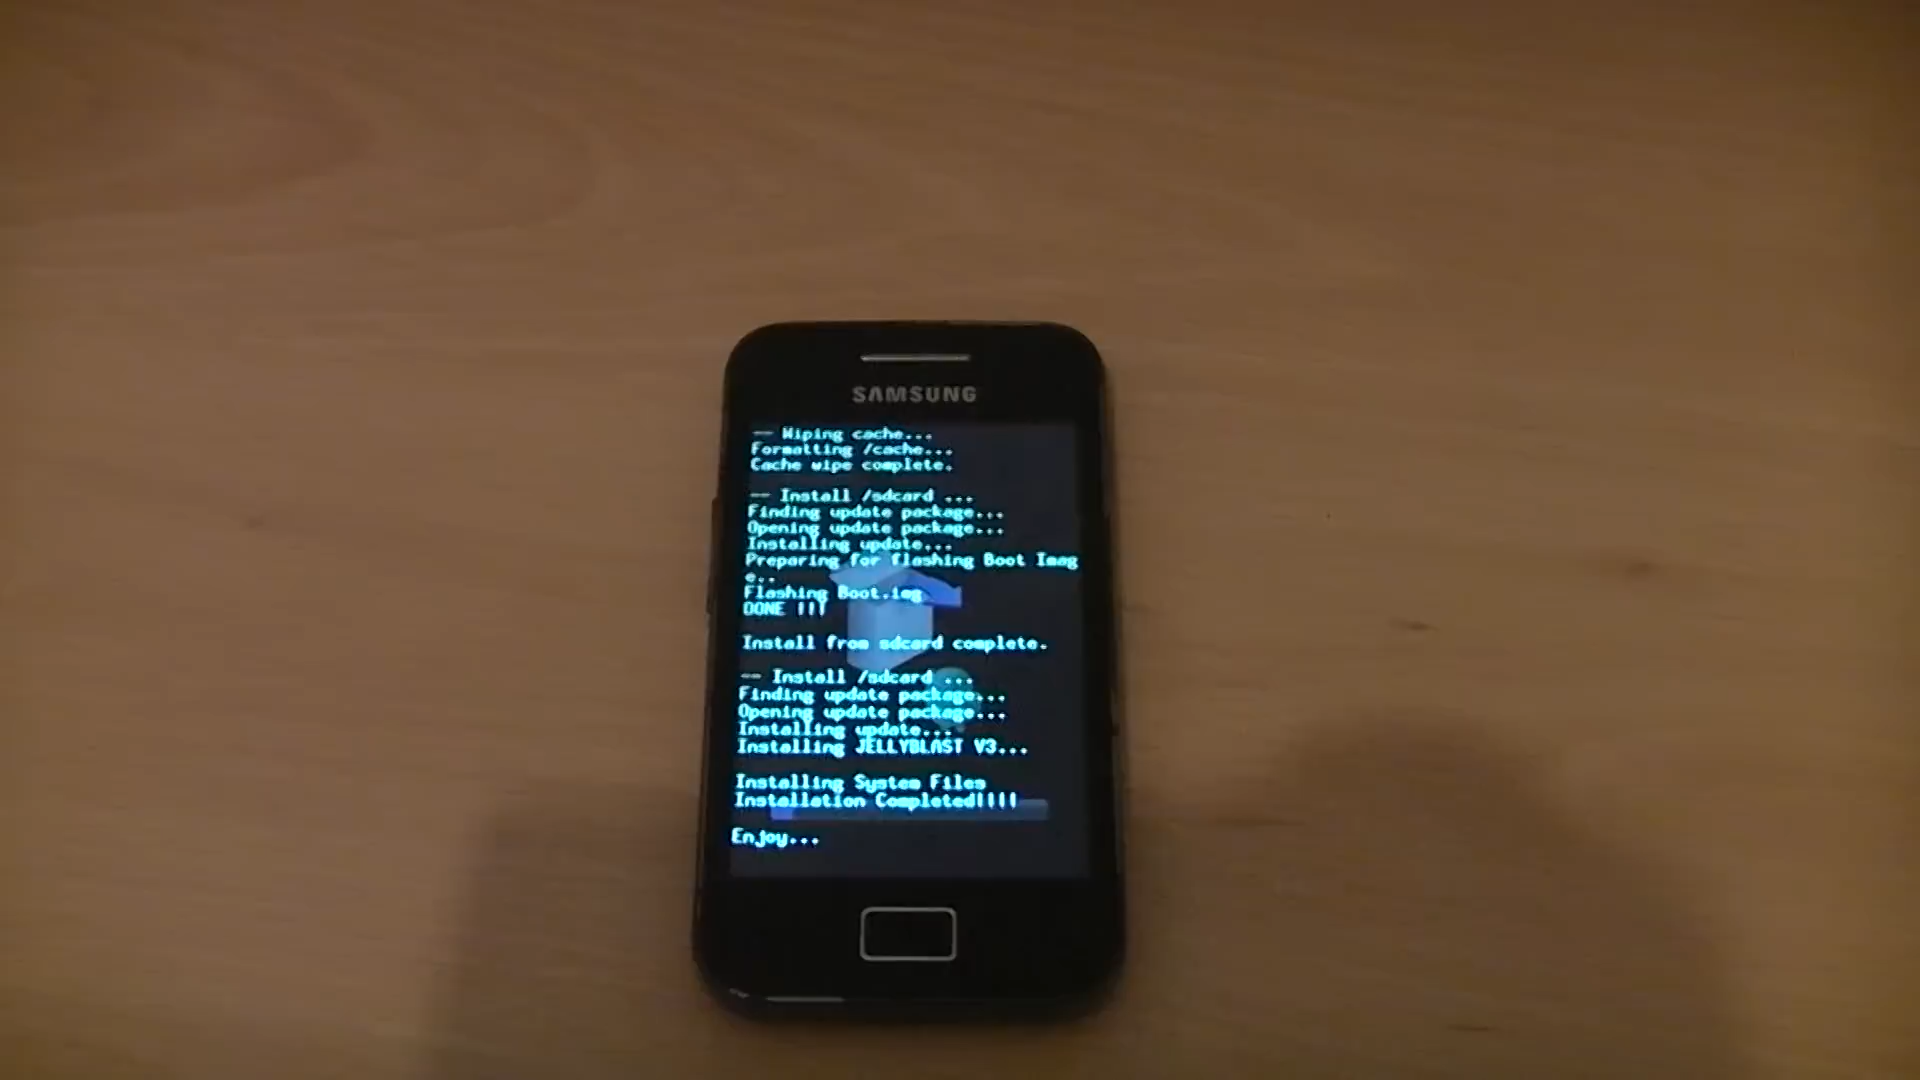 SAMSUNG
-- Wiping cache...
Formatting /cache...
Cache wipe complete.
-- Install /sdcard ...
Finding update package...
Opening update package...
Installing update...
Preparing for flashing Boot Imag
e..
Flashing Boot.img
DONE !!!
Install from sdcard complete.
-- Install /sdcard ...
Finding update package...
Opening update package...
Installing update...
Installing JELLYBLAST V3...
Installing System Files
Installation Completed!!!!
Enjoy...